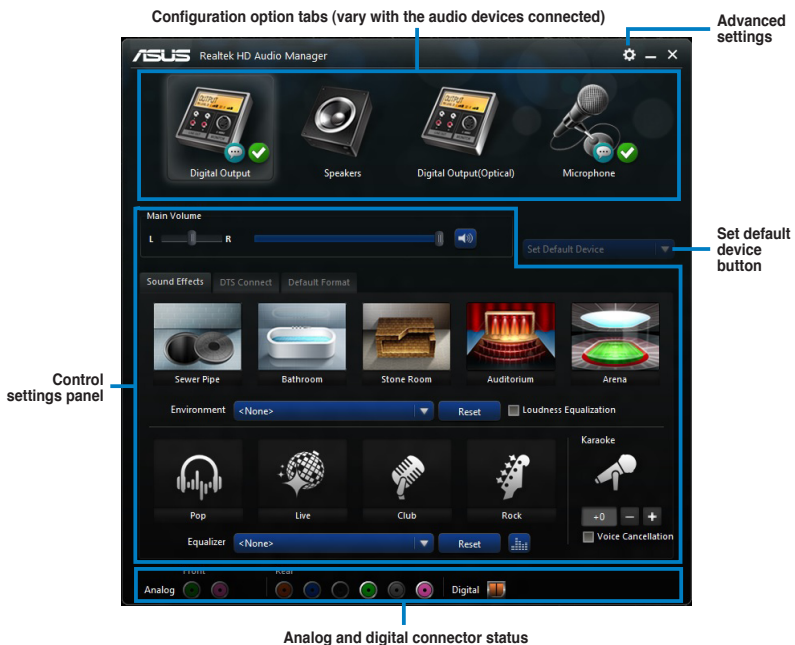 Configuration option tabs (vary with the audio devices connected)
Advanced
settings
ASUS Realtek HD Audio Manager
Digital Output
Speakers
Digital Output(Optical)
Microphone
Main Volume
L R
Set Default Device
Set default
device
button
Sound Effects DTS Connect Default Format
Control
settings panel
Sewer Pipe Bathroom Stone Room Auditorium Arena
Environment <None> Reset Loudness Equalization
Karaoke
Pop Live Club Rock
+0 − +
Equalizer <None> Reset
Voice Cancellation
Front Rear
Analog Digital
Analog and digital connector status